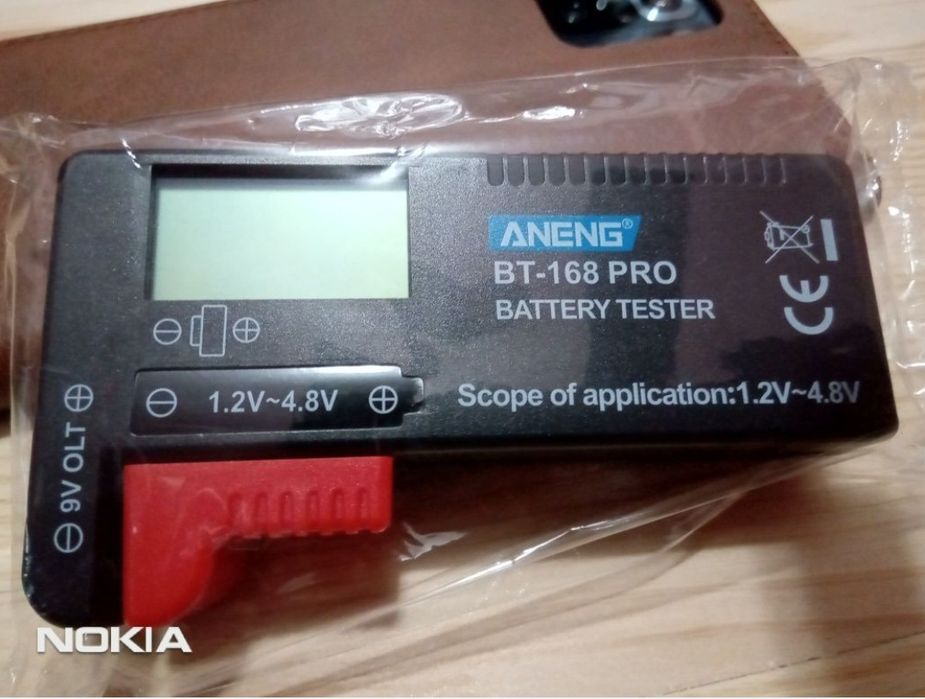 ANENG®
BT-168 PRO
BATTERY TESTER
CE
⊖ ⊕
⊖ 1.2V~4.8V ⊕
Scope of application:1.2V~4.8V
⊖ 9V OLT ⊕
NOKIA